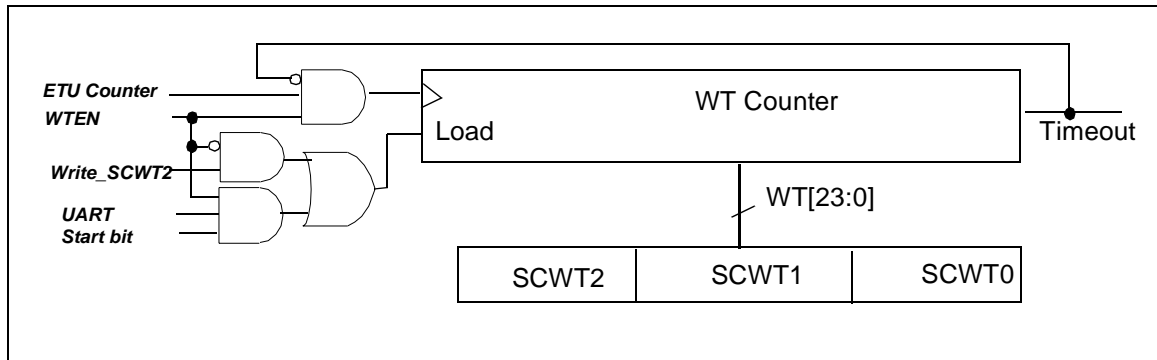 ETU Counter
WTEN
Write_SCWT2
UART
Start bit
WT Counter
Load
Timeout
WT[23:0]
SCWT2 SCWT1 SCWT0